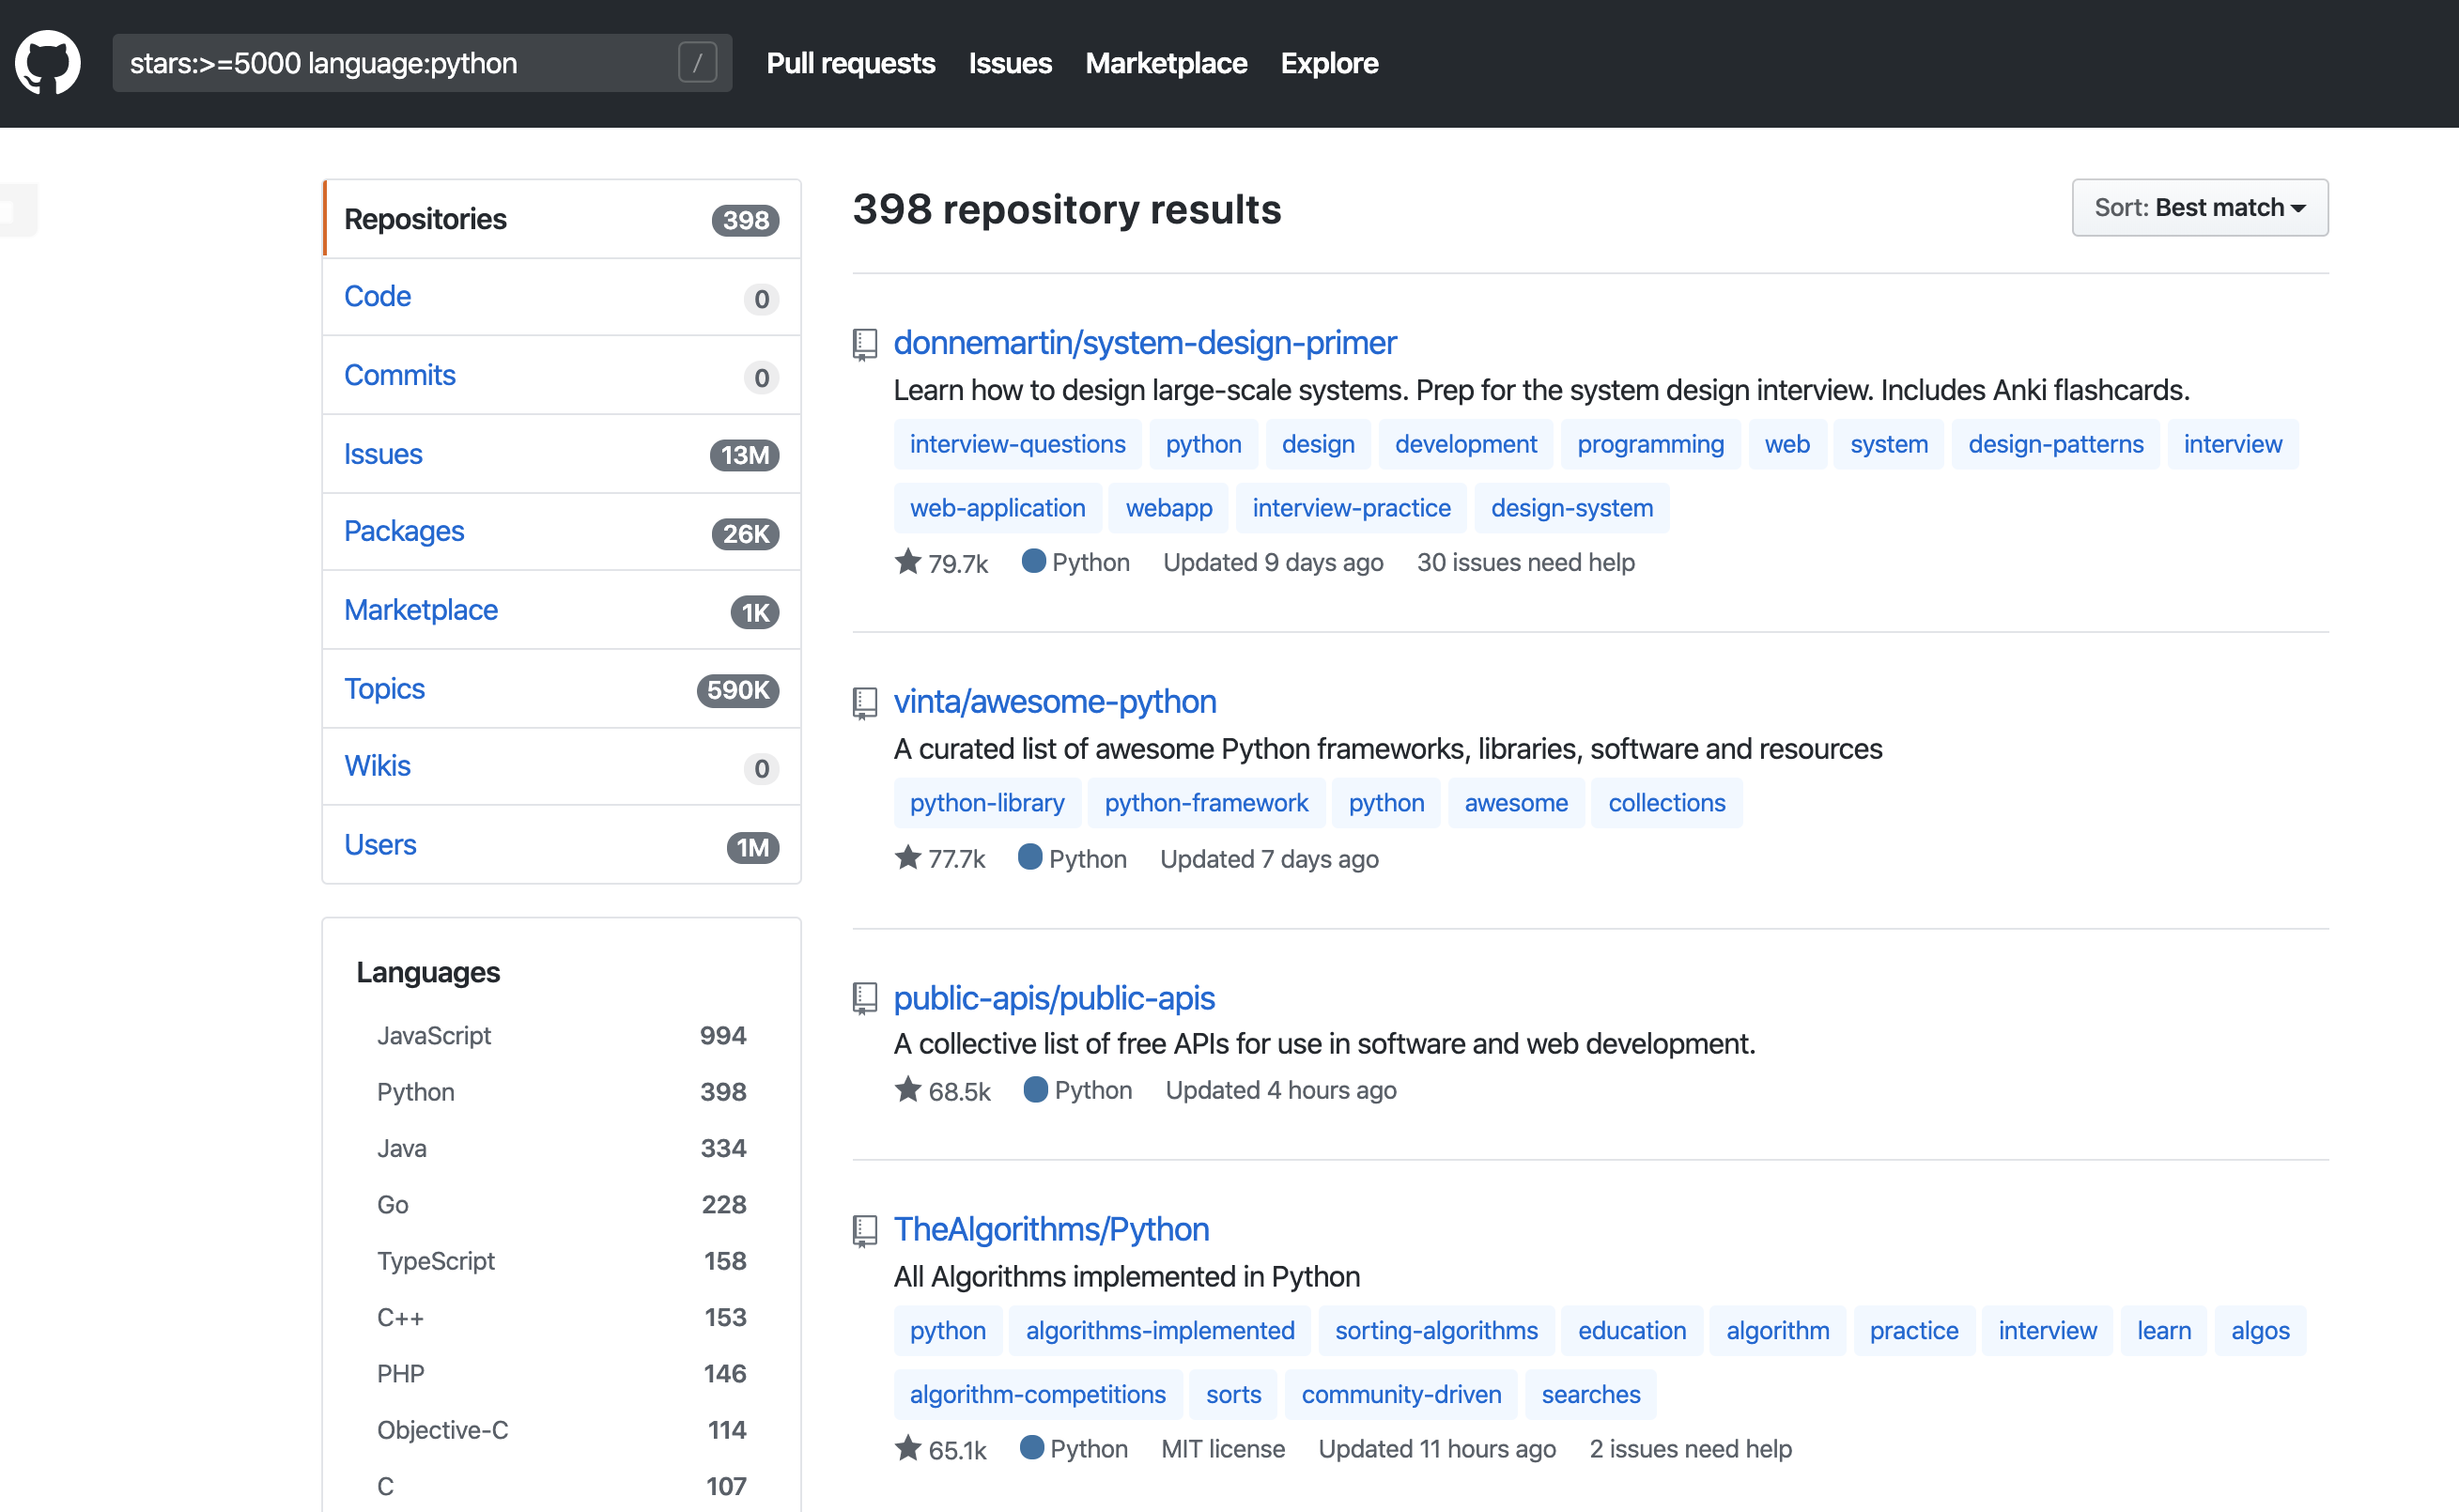 stars:>=5000 language:python /
Pull requests Issues Marketplace Explore
Repositories 398
Code 0
Commits 0
Issues 13M
Packages 26K
Marketplace 1K
Topics 590K
Wikis 0
Users 1M
Languages
JavaScript 994
Python 398
Java 334
Go 228
TypeScript 158
C++ 153
PHP 146
Objective-C 114
C 107
398 repository results
Sort: Best match
donnemartin/system-design-primer
Learn how to design large-scale systems. Prep for the system design interview. Includes Anki flashcards.
interview-questions python design development programming web system design-patterns interview
web-application webapp interview-practice design-system
79.7k Python Updated 9 days ago 30 issues need help
vinta/awesome-python
A curated list of awesome Python frameworks, libraries, software and resources
python-library python-framework python awesome collections
77.7k Python Updated 7 days ago
public-apis/public-apis
A collective list of free APIs for use in software and web development.
68.5k Python Updated 4 hours ago
TheAlgorithms/Python
All Algorithms implemented in Python
python algorithms-implemented sorting-algorithms education algorithm practice interview learn algos
algorithm-competitions sorts community-driven searches
65.1k Python MIT license Updated 11 hours ago 2 issues need help